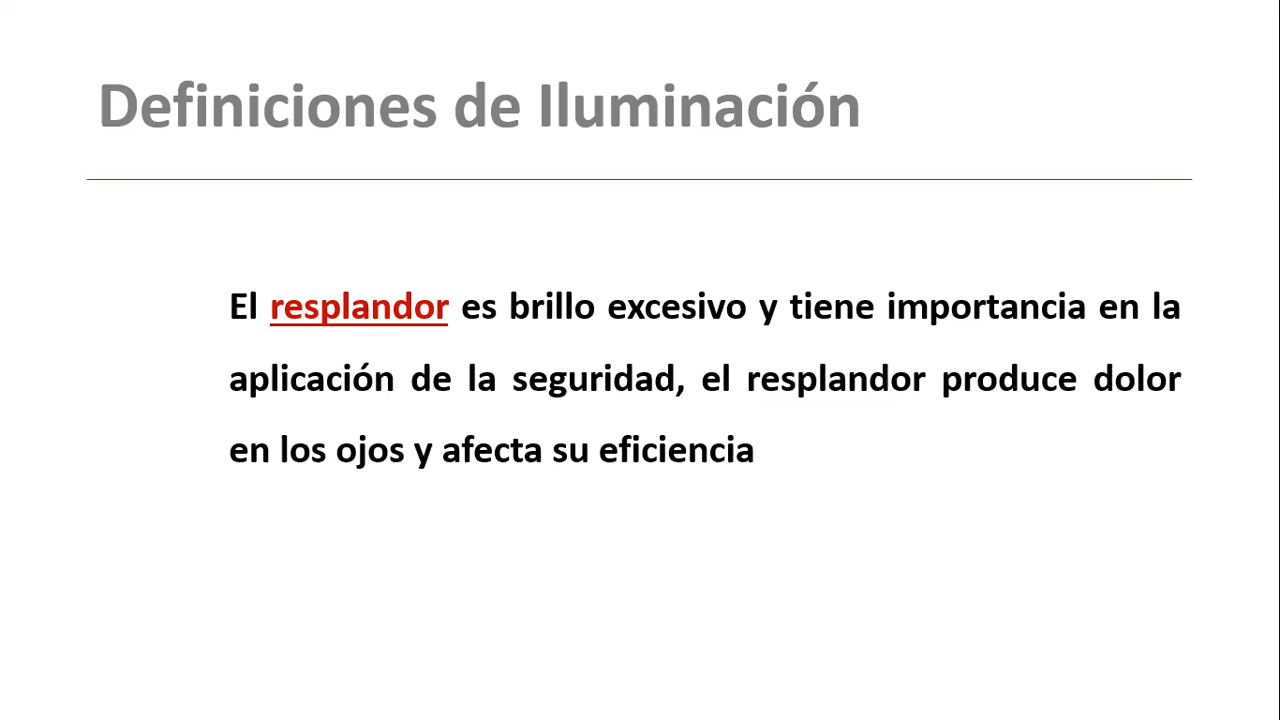 Definiciones de Iluminación
El resplandor es brillo excesivo y tiene importancia en la
aplicación de la seguridad, el resplandor produce dolor
en los ojos y afecta su eficiencia